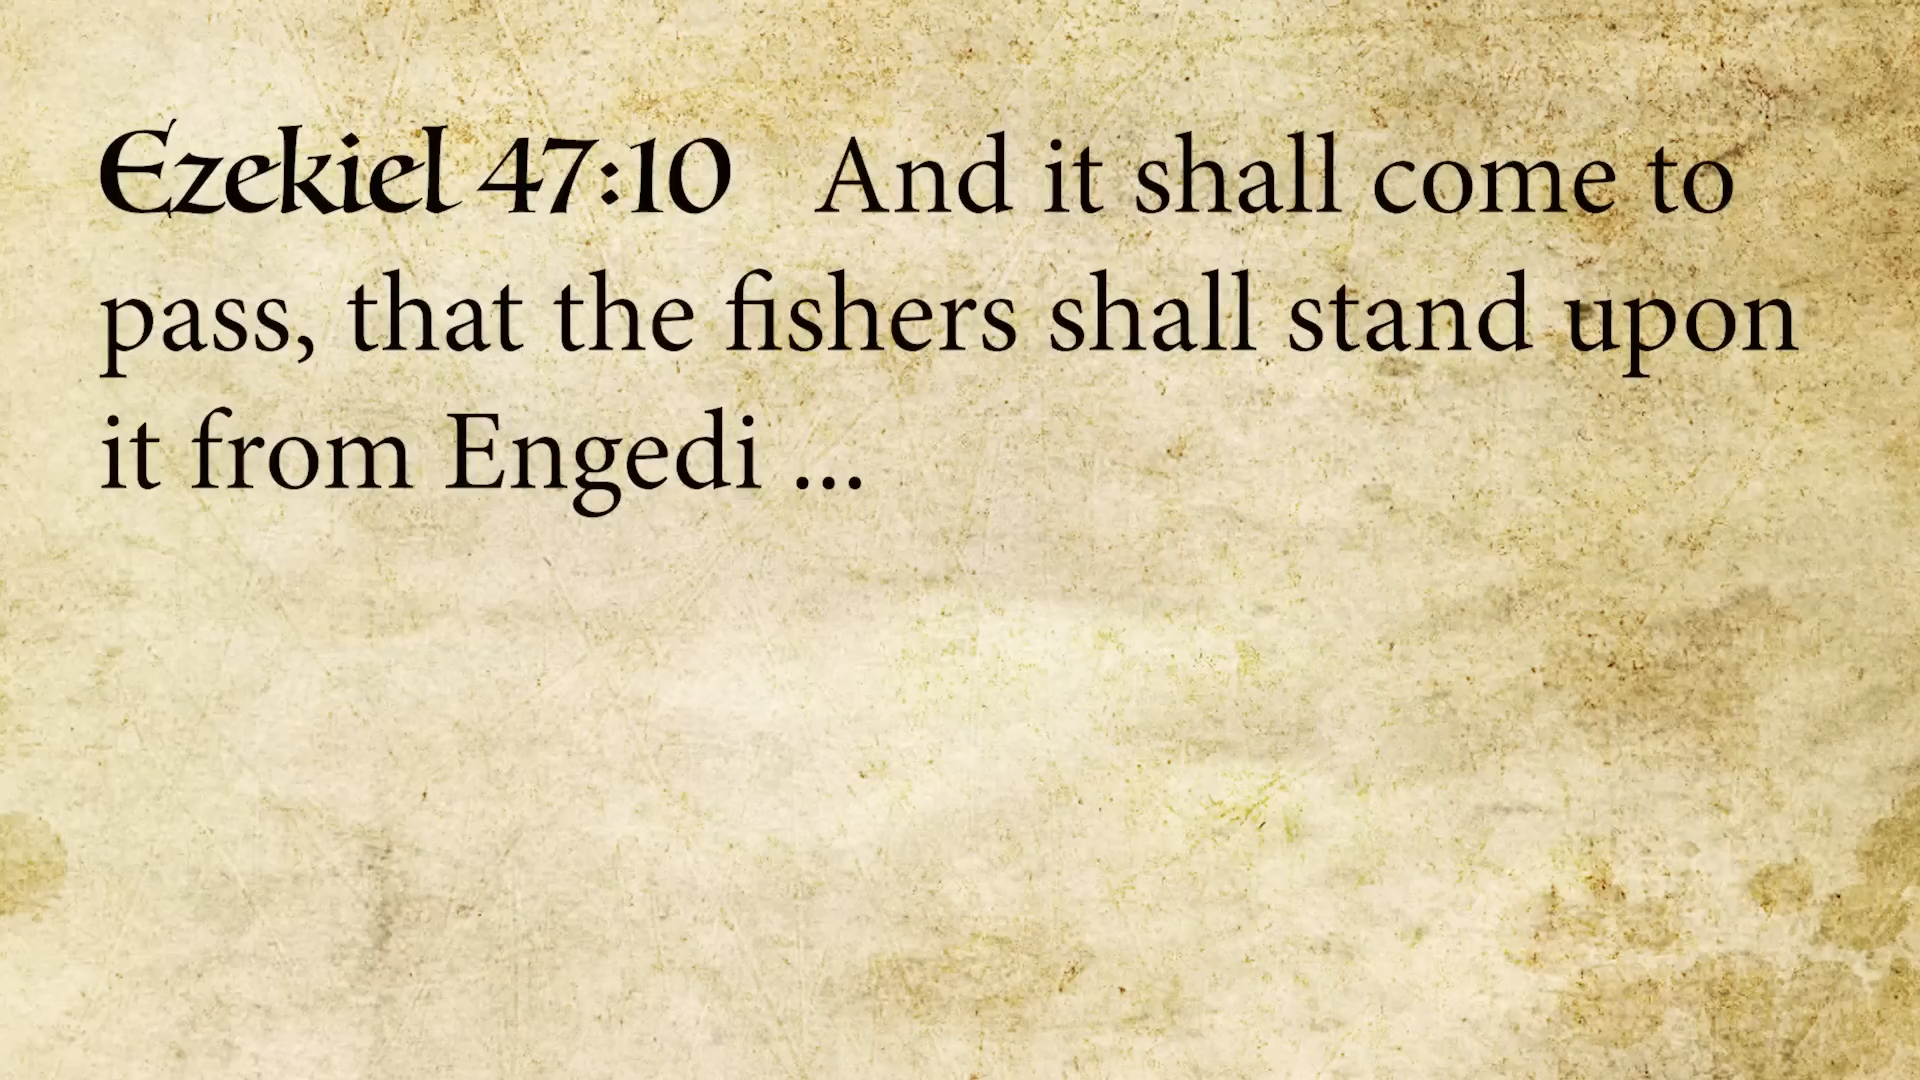 Ezekiel 47:10 And it shall come to
pass, that the fishers shall stand upon
it from Engedi ...